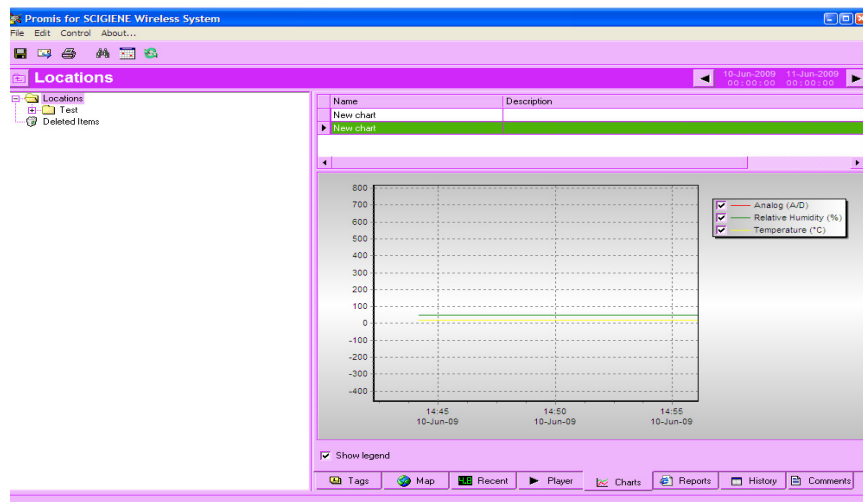 Promis for SCIGIENE Wireless System
File Edit Control About...
Locations
10-Jun-2009 11-Jun-2009
00:00:00 00:00:00
Locations
Test
Deleted Items
Name Description
New chart
New chart
800
700
600
500
400
300
200
100
0
-100
-200
-300
-400
14:45 14:50 14:55
10-Jun-09 10-Jun-09 10-Jun-09
Analog (A/D)
Relative Humidity (%)
Temperature (°C)
Show legend
Tags Map Recent Player Charts Reports History Comments